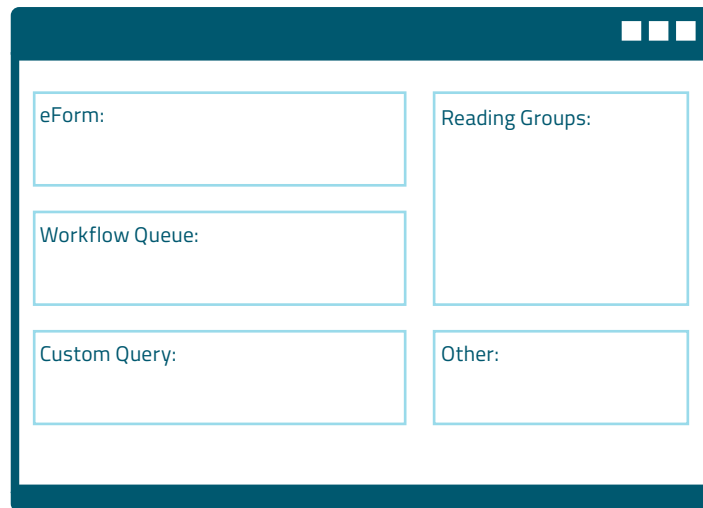 eForm:
Workflow Queue:
Custom Query:
Reading Groups:
Other: